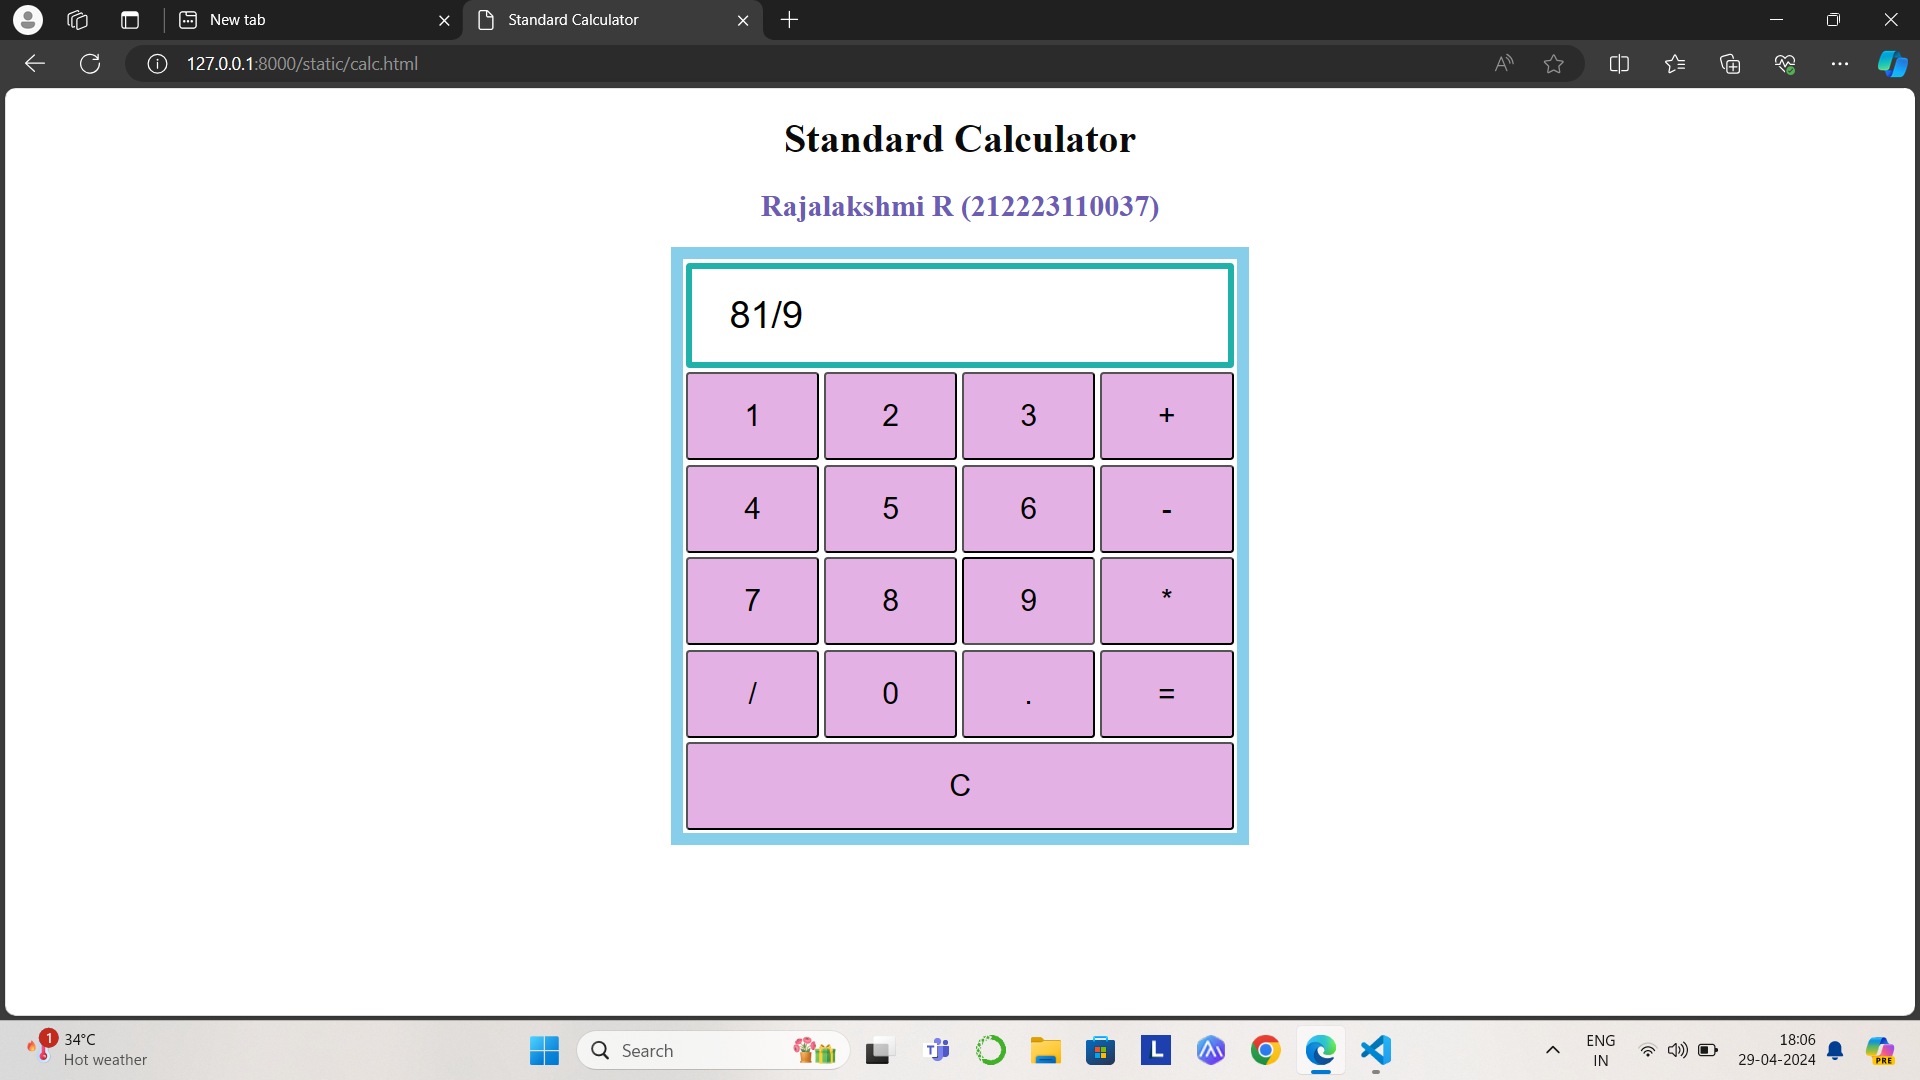 New tab
Standard Calculator
127.0.0.1:8000/static/calc.html
Standard Calculator
Rajalakshmi R (212223110037)
81/9
1 2 3 +
4 5 6 -
7 8 9 *
/ 0 . =
C
1
34°C
Hot weather
Search
L
ENG
IN
18:06
29-04-2024
PRE